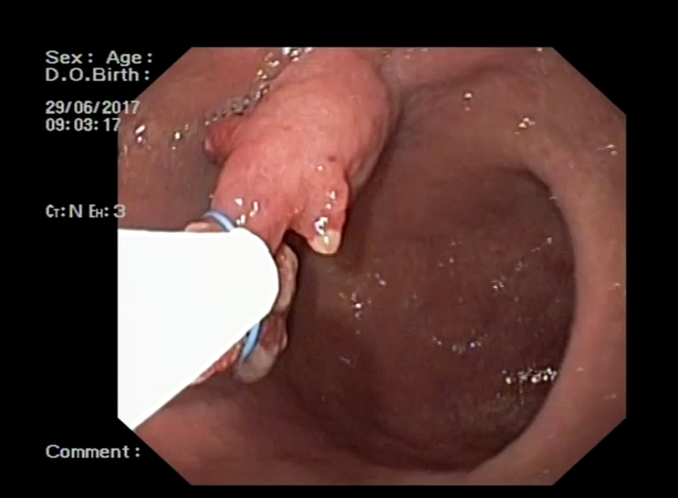 Sex: Age:
D.O.Birth:
29/06/2017
09:03:17
CT:N EH:3
Comment: